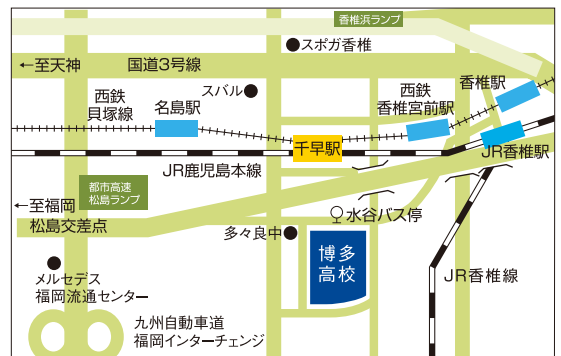 香椎浜ランプ
スポガ香椎
←至天神
国道3号線
スバル
西鉄
貝塚線
名島駅
西鉄
香椎宮前駅
香椎駅
千早駅
JR鹿児島本線
JR香椎駅
都市高速
松島ランプ
←至福岡
松島交差点
水谷バス停
多々良中
博多
高校
メルセデス
福岡流通センター
JR香椎線
九州自動車道
福岡インターチェンジ